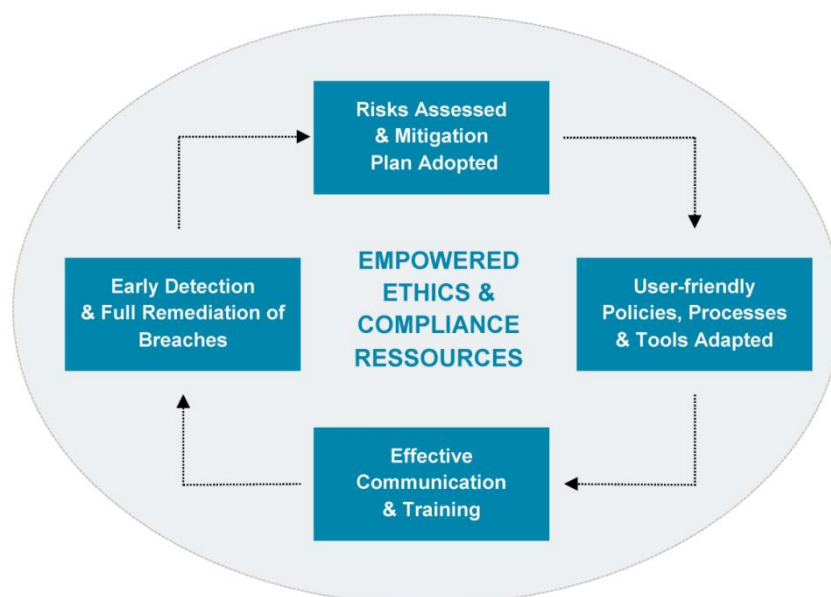 Risks Assessed
& Mitigation
Plan Adopted
EMPOWERED
ETHICS &
COMPLIANCE
RESSOURCES
Early Detection
& Full Remediation of
Breaches
User-friendly
Policies, Processes
& Tools Adapted
Effective
Communication
& Training